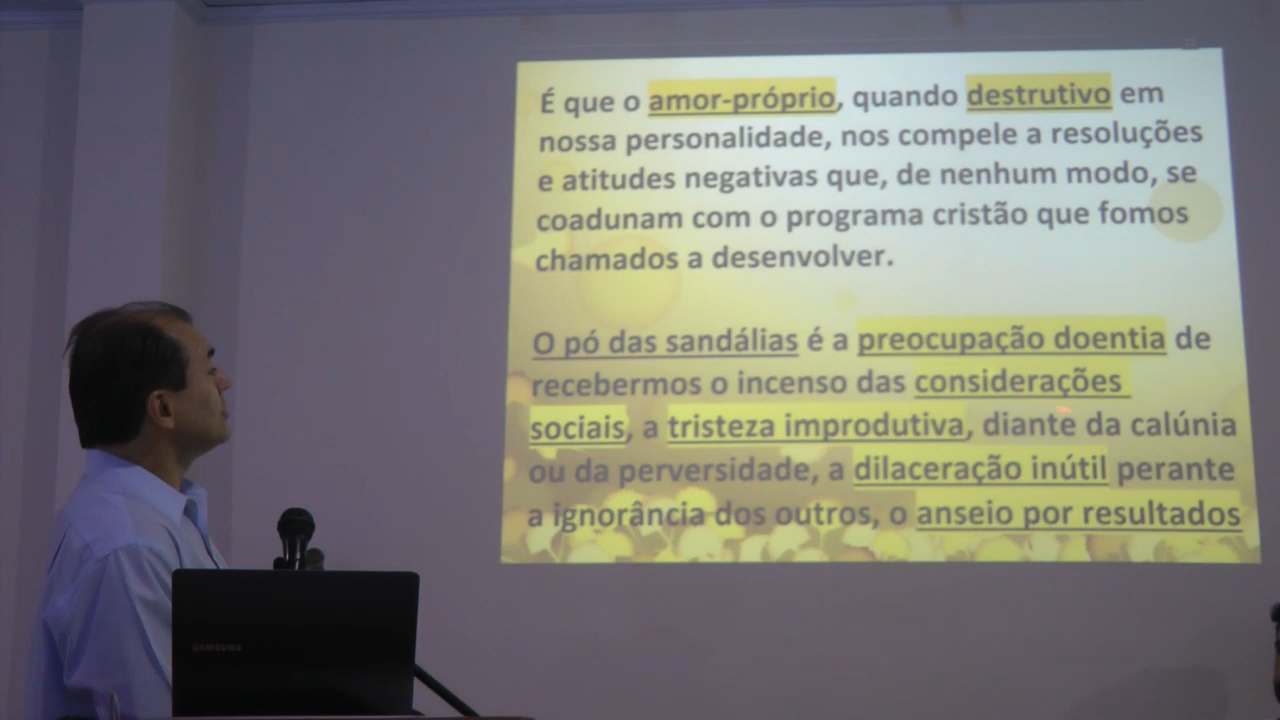 É que o amor-próprio, quando destrutivo em
nossa personalidade, nos compele a resoluções
e atitudes negativas que, de nenhum modo, se
coadunam com o programa cristão que fomos
chamados a desenvolver.
O pó das sandálias é a preocupação doentia de
recebermos o incenso das considerações
sociais, a tristeza improdutiva, diante da calúnia
ou da perversidade, a dilaceração inútil perante
a ignorância dos outros, o anseio por resultados
SAMSUNG